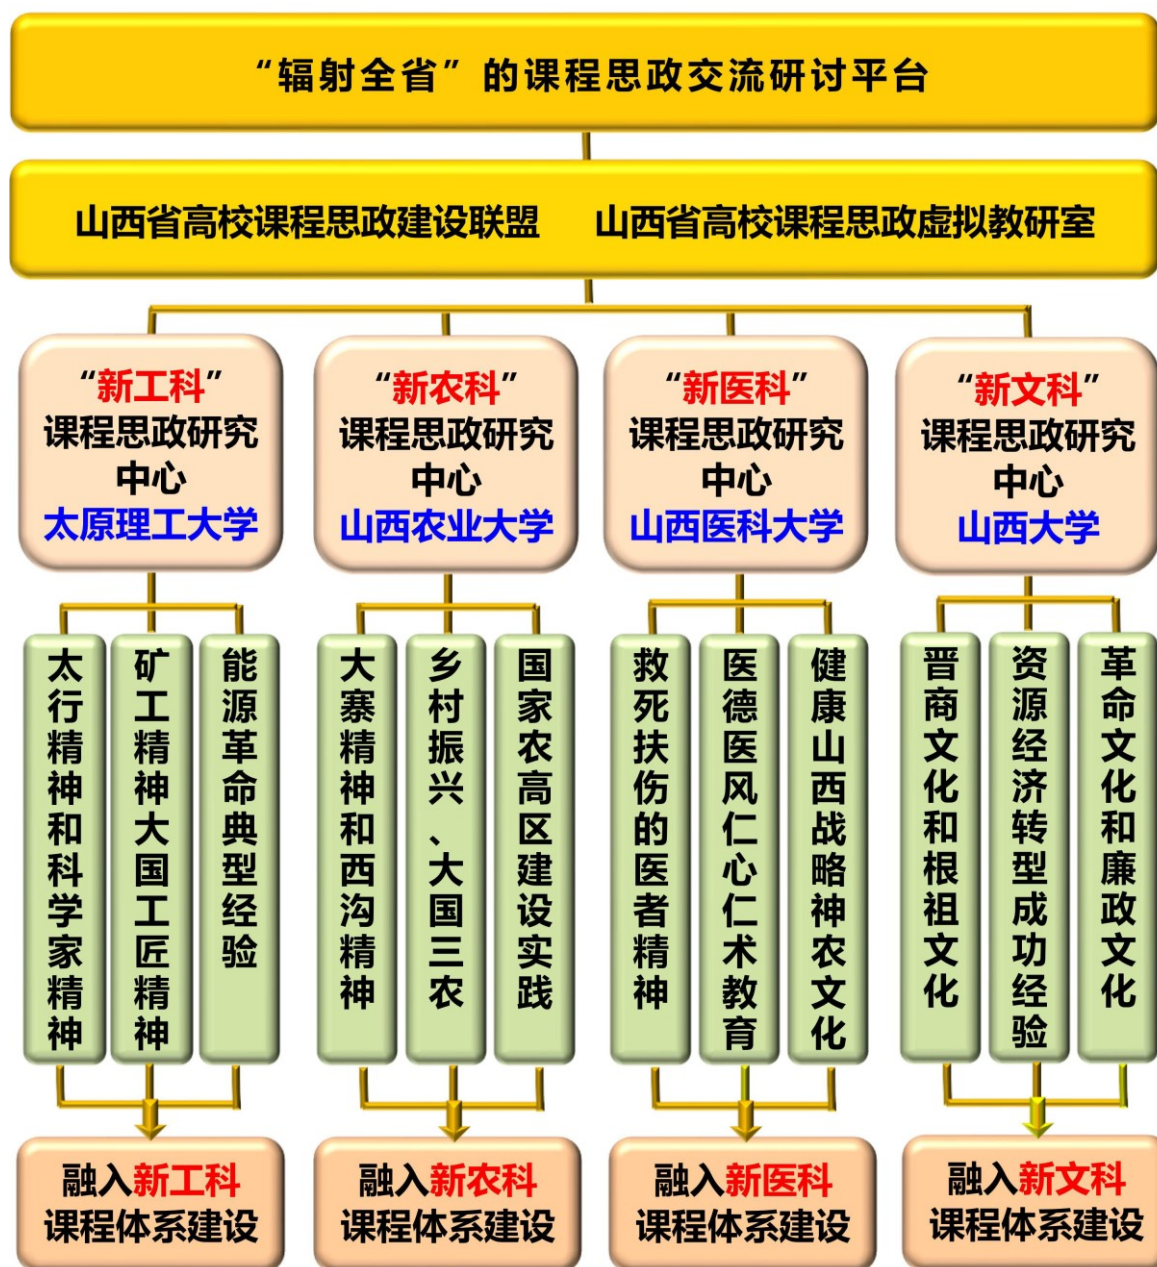 “辐射全省”的课程思政交流研讨平台
山西省高校课程思政建设联盟 山西省高校课程思政虚拟教研室
“新工科”
课程思政研究
中心
太原理工大学
“新农科”
课程思政研究
中心
山西农业大学
“新医科”
课程思政研究
中心
山西医科大学
“新文科”
课程思政研究
中心
山西大学
太行精神和科学家精神
矿工精神大国工匠精神
能源革命典型经验
大寨精神和西沟精神
乡村振兴、大国三农
国家农高区建设实践
救死扶伤的医者精神
医德医风仁心仁术教育
健康山西战略神农文化
晋商文化和根祖文化
资源经济转型成功经验
革命文化和廉政文化
融入新工科
课程体系建设
融入新农科
课程体系建设
融入新医科
课程体系建设
融入新文科
课程体系建设